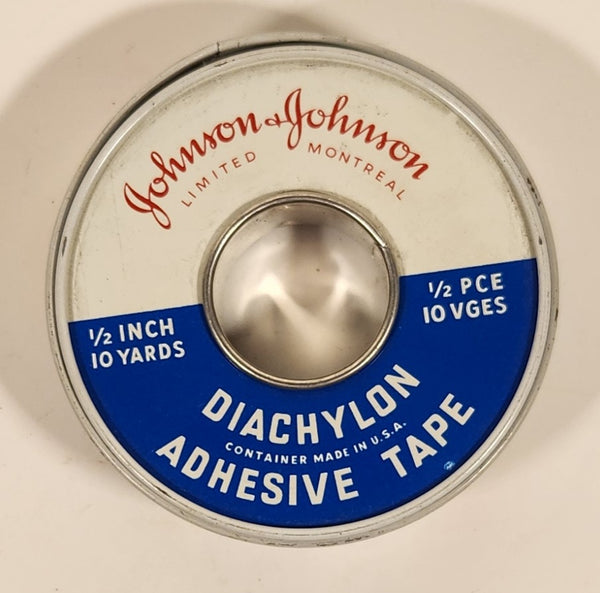 Johnson & Johnson
LIMITED MONTREAL
½ INCH
10 YARDS
½ PCE
10 VGES
DIACHYLON
CONTAINER MADE IN U.S.A.
ADHESIVE TAPE